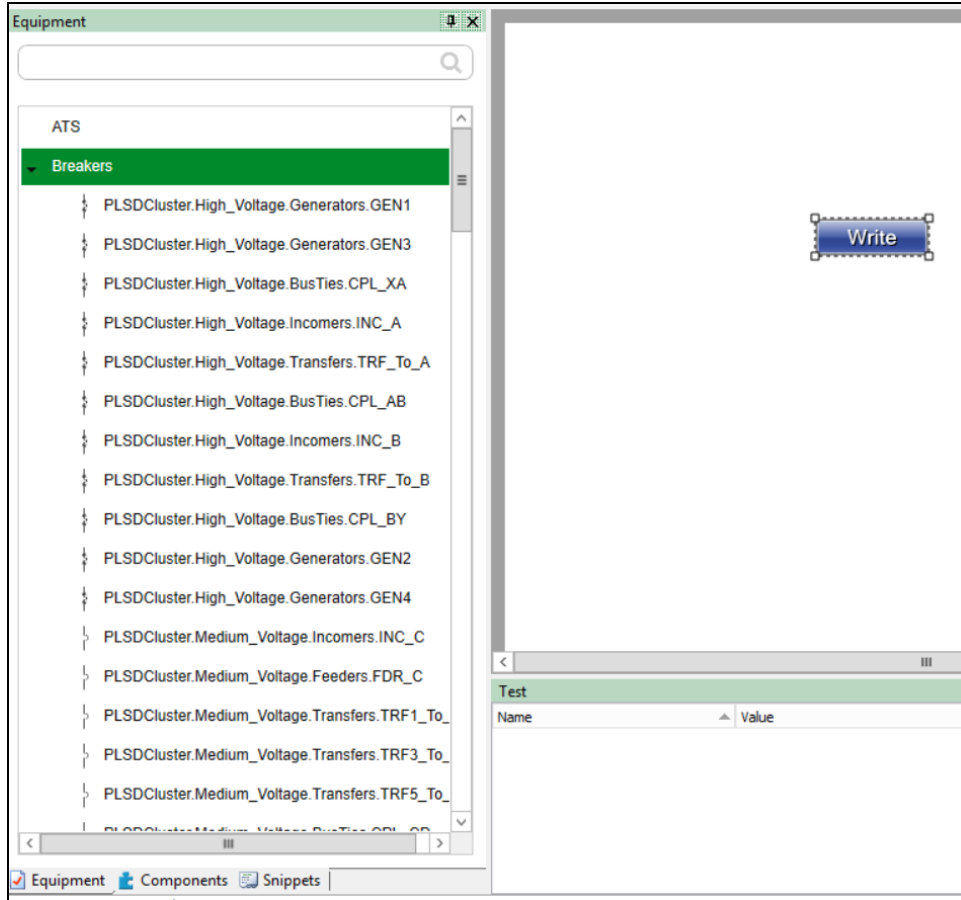 Equipment
ATS
Breakers
PLSDCluster.High_Voltage.Generators.GEN1
PLSDCluster.High_Voltage.Generators.GEN3
PLSDCluster.High_Voltage.BusTies.CPL_XA
PLSDCluster.High_Voltage.Incomers.INC_A
PLSDCluster.High_Voltage.Transfers.TRF_To_A
PLSDCluster.High_Voltage.BusTies.CPL_AB
PLSDCluster.High_Voltage.Incomers.INC_B
PLSDCluster.High_Voltage.Transfers.TRF_To_B
PLSDCluster.High_Voltage.BusTies.CPL_BY
PLSDCluster.High_Voltage.Generators.GEN2
PLSDCluster.High_Voltage.Generators.GEN4
PLSDCluster.Medium_Voltage.Incomers.INC_C
PLSDCluster.Medium_Voltage.Feeders.FDR_C
PLSDCluster.Medium_Voltage.Transfers.TRF1_To_
PLSDCluster.Medium_Voltage.Transfers.TRF3_To_
PLSDCluster.Medium_Voltage.Transfers.TRF5_To_
Equipment Components Snippets
Write
Test
Name Value